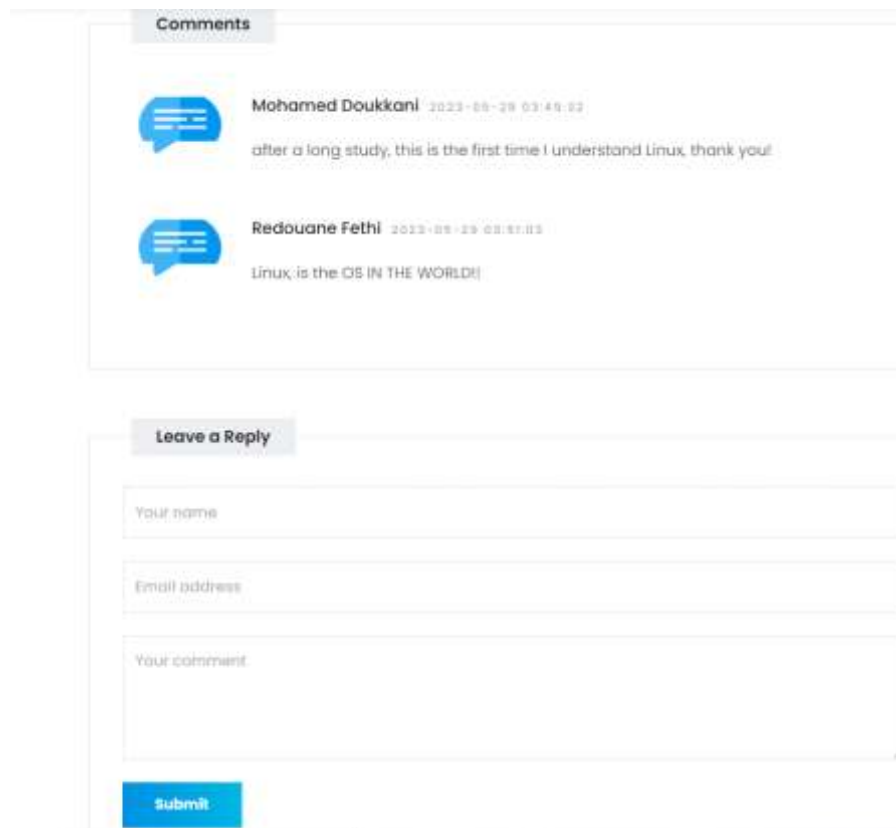 Comments
Mohamed Doukkani
after a long study, this is the first time I understand Linux, thank you!
Redouane Fethi
Linux, is the OS IN THE WORLD!!
Leave a Reply
Your name
Email address
Your comment
Submit